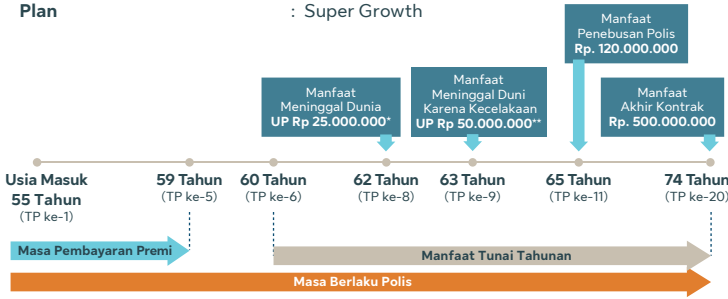 Plan : Super Growth
Manfaat
Penebusan Polis
Rp. 120.000.000
Manfaat
Meninggal Dunia
UP Rp 25.000.000*
Manfaat
Meninggal Duni
Karena Kecelakaan
UP Rp 50.000.000**
Manfaat
Akhir Kontrak
Rp. 500.000.000
Usia Masuk
55 Tahun
(TP ke-1)
59 Tahun
(TP ke-5)
60 Tahun
(TP ke-6)
62 Tahun
(TP ke-8)
63 Tahun
(TP ke-9)
65 Tahun
(TP ke-11)
74 Tahun
(TP ke-20)
Masa Pembayaran Premi
Manfaat Tunai Tahunan
Masa Berlaku Polis